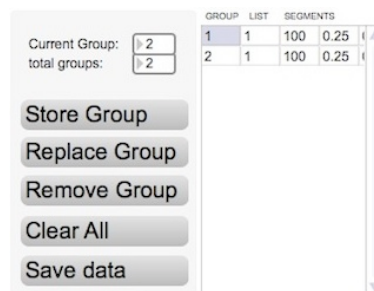 GROUP LIST SEGMENTS
Current Group: 2
total groups: 2
1 1 100 0.25
2 1 100 0.25
Store Group
Replace Group
Remove Group
Clear All
Save data